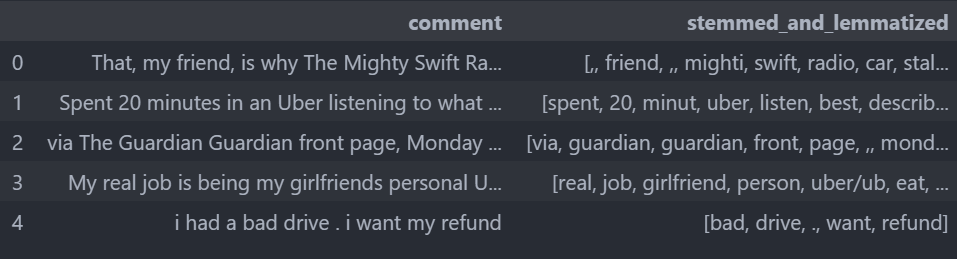 comment stemmed_and_lemmatized
0 That, my friend, is why The Mighty Swift Ra... [,, friend, ,, mighti, swift, radio, car, stal...
1 Spent 20 minutes in an Uber listening to what ... [spent, 20, minut, uber, listen, best, describ...
2 via The Guardian Guardian front page, Monday ... [via, guardian, guardian, front, page, ,, mond...
3 My real job is being my girlfriends personal U... [real, job, girlfriend, person, uber/ub, eat, ...
4 i had a bad drive . i want my refund [bad, drive, ., want, refund]